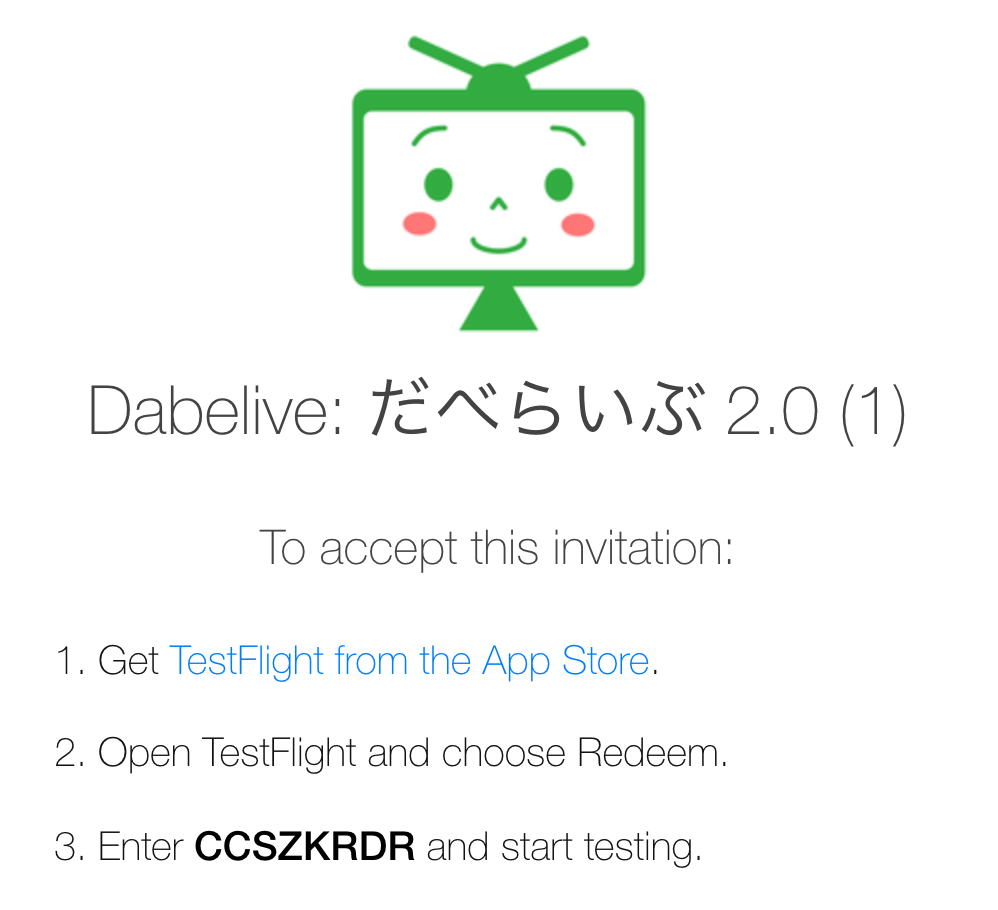 Dabelive: だべらいぶ 2.0 (1)
To accept this invitation:
1. Get TestFlight from the App Store.
2. Open TestFlight and choose Redeem.
3. Enter CCSZKRDR and start testing.